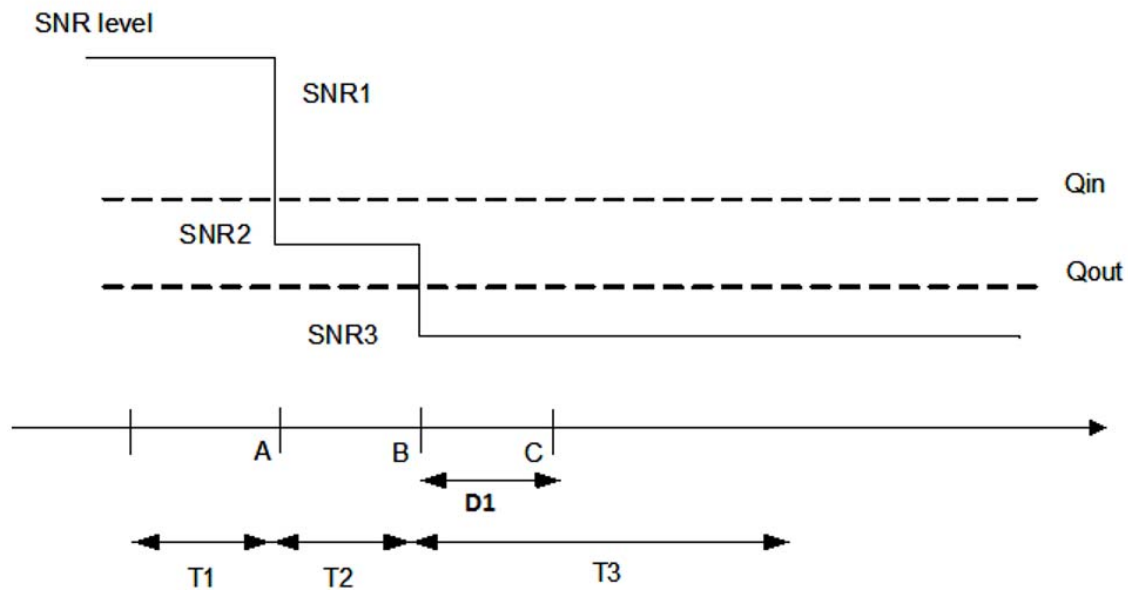 SNR level
SNR1
Qin
SNR2
Qout
SNR3
A B C
D1
T1 T2 T3